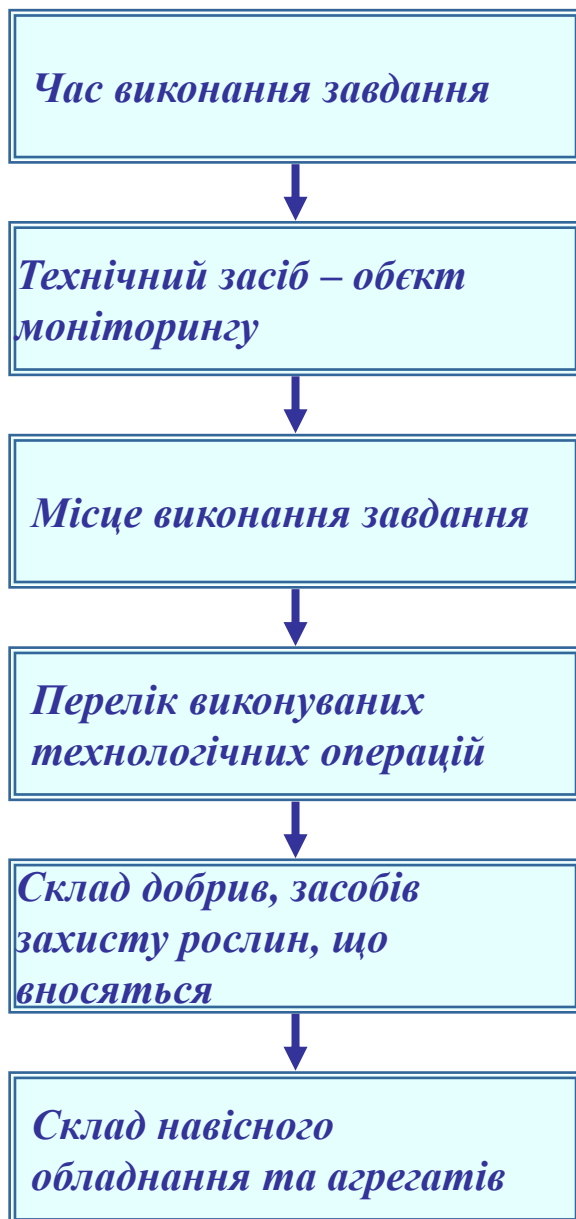 Час виконання завдання
Технічний засіб – обєкт
моніторингу
Місце виконання завдання
Перелік виконуваних
технологічних операцій
Склад добрив, засобів
захисту рослин, що
вносяться
Склад навісного
обладнання та агрегатів